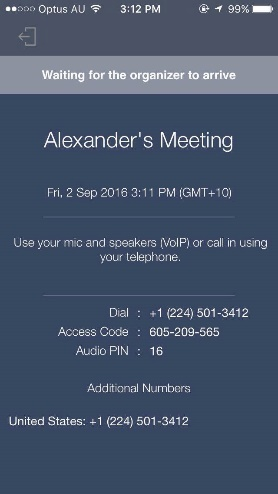 Optus AU 3:12 PM 99%
Waiting for the organizer to arrive
Alexander's Meeting
Fri, 2 Sep 2016 3:11 PM (GMT+10)
Use your mic and speakers (VoIP) or call in using
your telephone.
Dial : +1 (224) 501-3412
Access Code : 605-209-565
Audio PIN : 16
Additional Numbers
United States: +1 (224) 501-3412